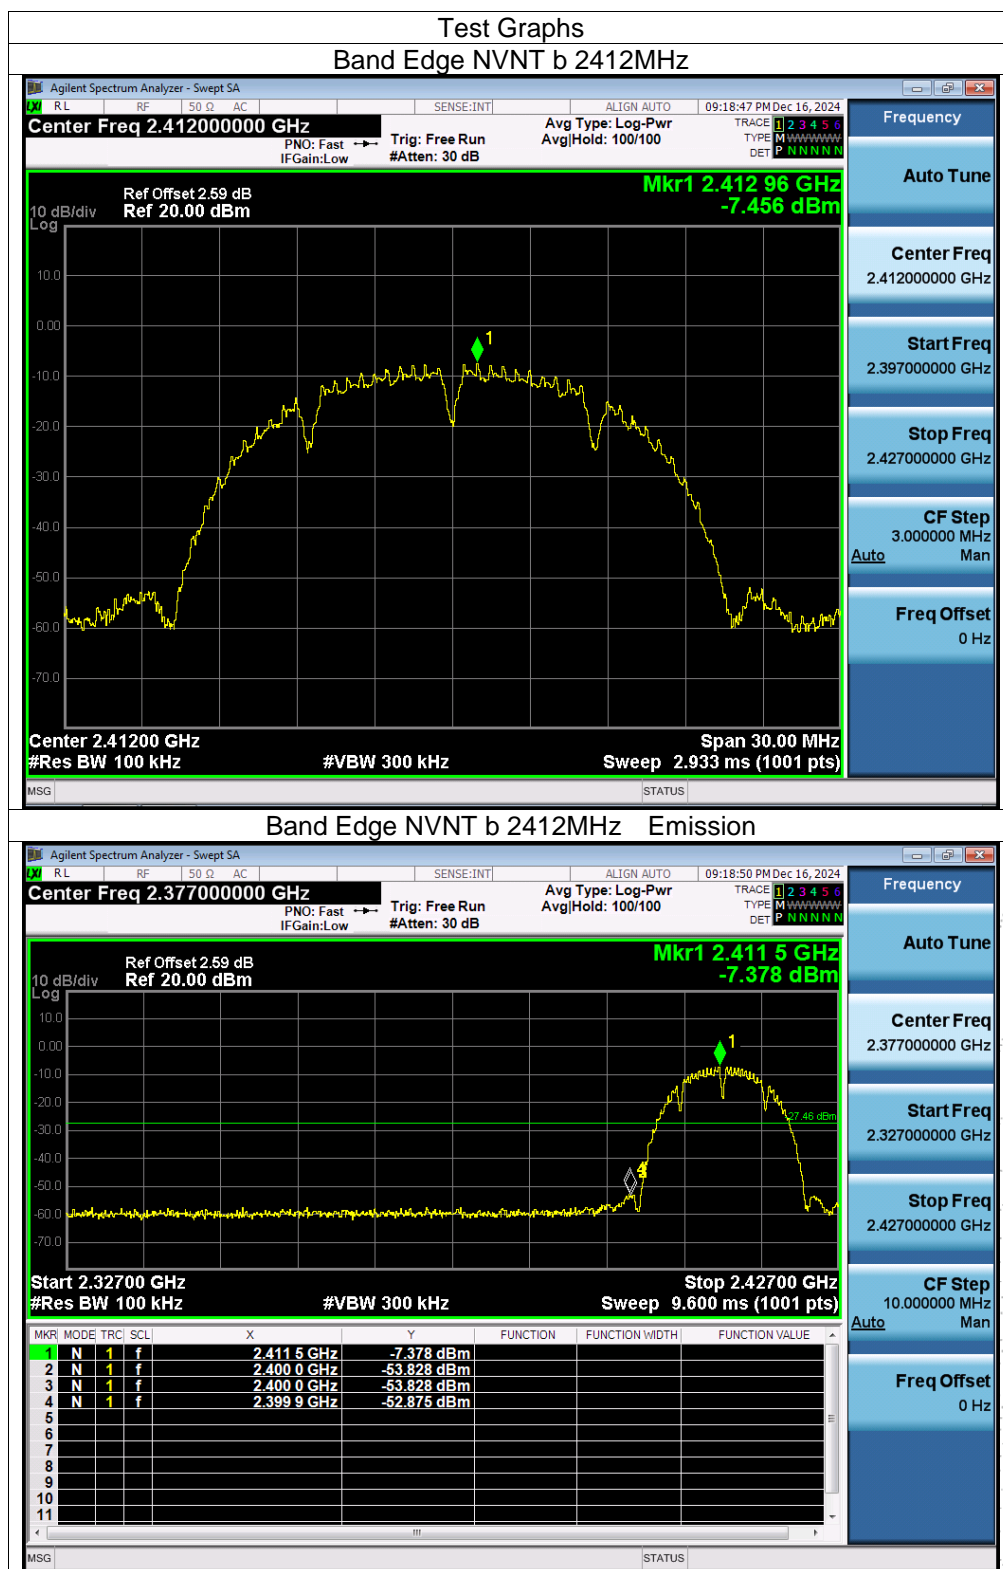 Test Graphs
Band Edge NVNT b 2412MHz
Agilent Spectrum Analyzer - Swept SA
LXI RL RF 50 Ω AC SENSE:INT ALIGN AUTO 09:18:47 PM Dec 16, 2024
Center Freq 2.412000000 GHz
PNO: Fast
IFGain:Low
Trig: Free Run
#Atten: 30 dB
Avg Type: Log-Pwr
Avg|Hold: 100/100
TRACE 1 2 3 4 5 6
TYPE M WWWWW
DET P N N N N N
Frequency
Auto Tune
Center Freq
2.412000000 GHz
Start Freq
2.397000000 GHz
Stop Freq
2.427000000 GHz
CF Step
3.000000 MHz
Auto Man
Freq Offset
0 Hz
Mkr1 2.412 96 GHz
-7.456 dBm
Ref Offset 2.59 dB
10 dB/div Ref 20.00 dBm
Log
10.0
0.00
-10.0
-20.0
-30.0
-40.0
-50.0
-60.0
-70.0
1
Center 2.41200 GHz Span 30.00 MHz
#Res BW 100 kHz #VBW 300 kHz Sweep 2.933 ms (1001 pts)
MSG STATUS
Band Edge NVNT b 2412MHz Emission
Agilent Spectrum Analyzer - Swept SA
LXI RL RF 50 Ω AC SENSE:INT ALIGN AUTO 09:18:50 PM Dec 16, 2024
Center Freq 2.377000000 GHz
PNO: Fast
IFGain:Low
Trig: Free Run
#Atten: 30 dB
Avg Type: Log-Pwr
Avg|Hold: 100/100
TRACE 1 2 3 4 5 6
TYPE M WWWWW
DET P N N N N N
Frequency
Auto Tune
Center Freq
2.377000000 GHz
Start Freq
2.327000000 GHz
Stop Freq
2.427000000 GHz
CF Step
10.000000 MHz
Auto Man
Freq Offset
0 Hz
Mkr1 2.411 5 GHz
-7.378 dBm
Ref Offset 2.59 dB
10 dB/div Ref 20.00 dBm
Log
10.0
0.00
-10.0
-20.0
-30.0
-40.0
-50.0
-60.0
-70.0
1
-27.46 dBm
Start 2.32700 GHz Stop 2.42700 GHz
#Res BW 100 kHz #VBW 300 kHz Sweep 9.600 ms (1001 pts)
MKR MODE TRC SCL X Y FUNCTION FUNCTION WIDTH FUNCTION VALUE
1 N 1 f 2.411 5 GHz -7.378 dBm
2 N 1 f 2.400 0 GHz -53.828 dBm
3 N 1 f 2.400 0 GHz -53.828 dBm
4 N 1 f 2.399 9 GHz -52.875 dBm
5
6
7
8
9
10
11
MSG STATUS